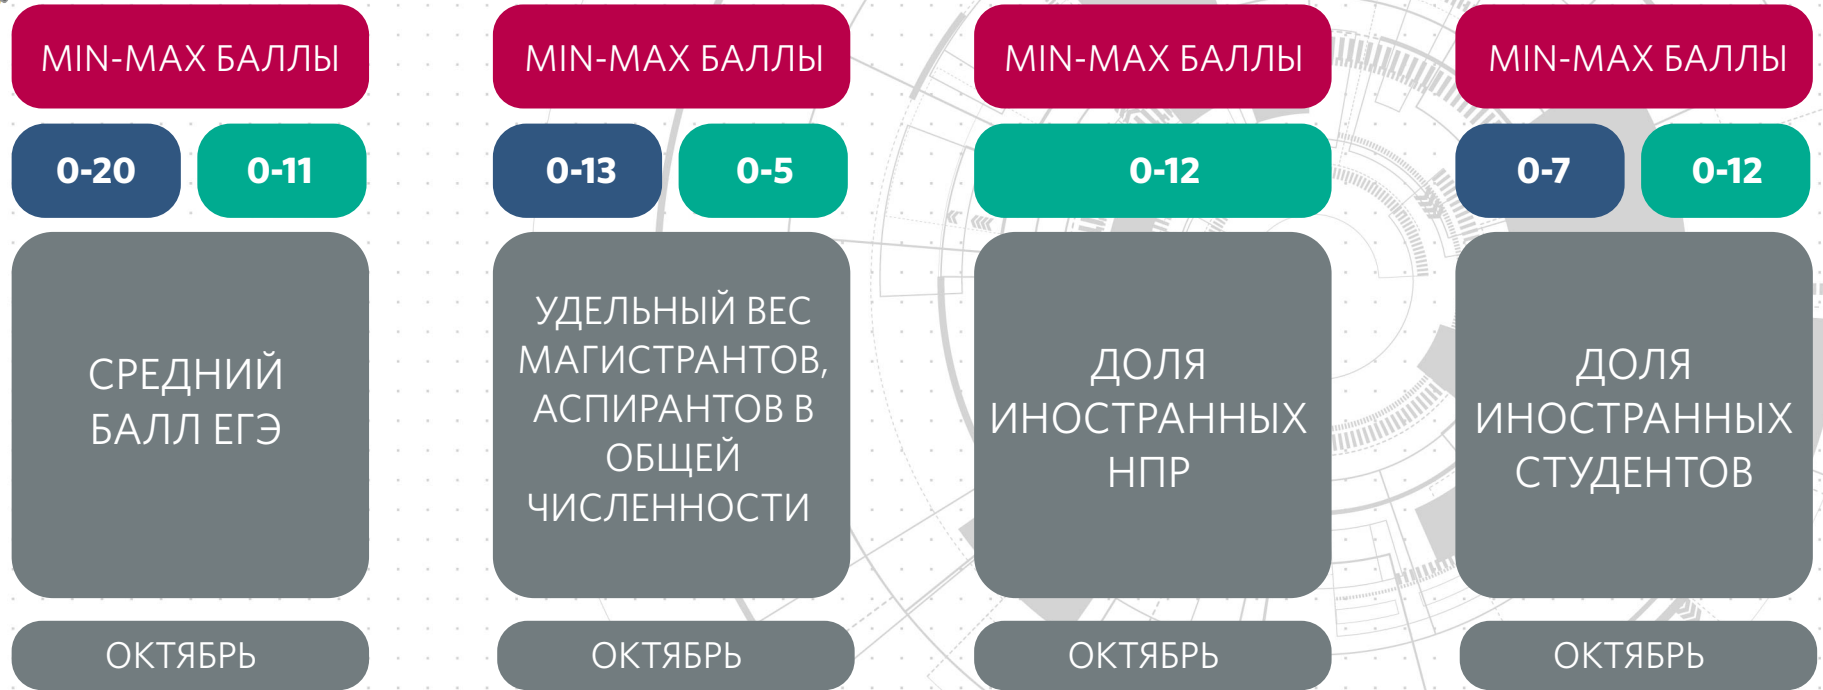 MIN-MAX БАЛЛЫ
0-20
0-11
СРЕДНИЙ
БАЛЛ ЕГЭ
ОКТЯБРЬ
MIN-MAX БАЛЛЫ
0-13
0-5
УДЕЛЬНЫЙ ВЕС
МАГИСТРАНТОВ,
АСПИРАНТОВ В
ОБЩЕЙ
ЧИСЛЕННОСТИ
ОКТЯБРЬ
MIN-MAX БАЛЛЫ
0-12
ДОЛЯ
ИНОСТРАННЫХ
НПР
ОКТЯБРЬ
MIN-MAX БАЛЛЫ
0-7
0-12
ДОЛЯ
ИНОСТРАННЫХ
СТУДЕНТОВ
ОКТЯБРЬ